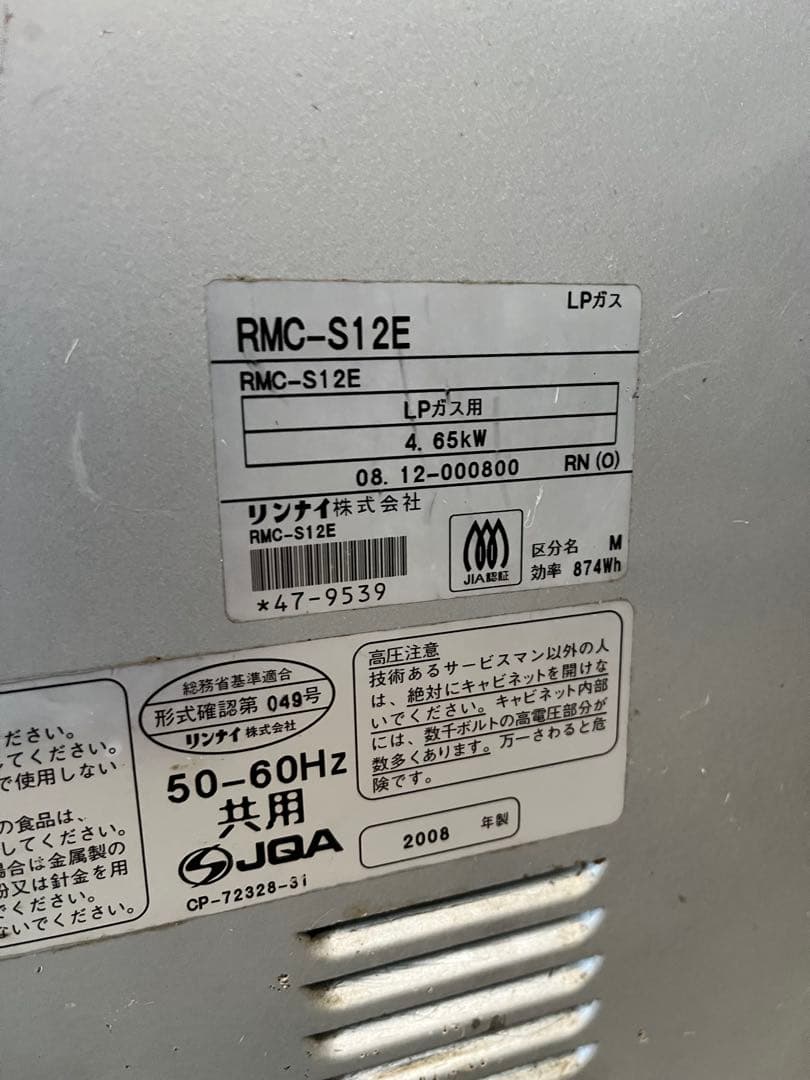 LPガス
RMC-S12E
RMC-S12E
LPガス用
4.65kW
08.12-000800 RN(O)
リンナイ株式会社
RMC-S12E
*47-9539
JIA認証
区分名 M
効率 874Wh
ださい。
してください。
で使用しない
の食品は、
してください。
場合は金属製の
粉又は針金を用
でください。
ないでください。
総務省基準適合
形式確認第 049号
リンナイ株式会社
50-60Hz
共用
JQA
CP-72328-3i
高圧注意
技術あるサービスマン以外の人
は、絶対にキャビネットを開けな
いでください。キャビネット内部
には、数千ボルトの高電圧部分が
数多くあります。万一さわると危
険です。
2008 年製